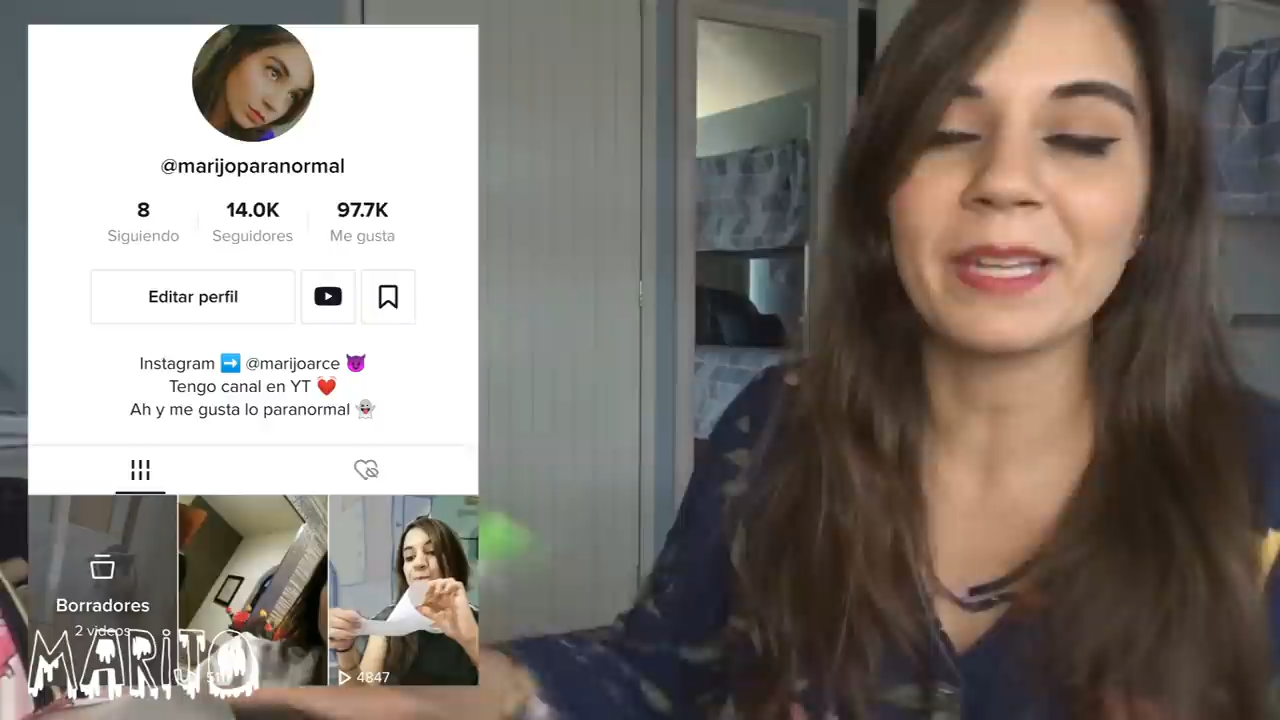 @marijoparanormal
8 14.0K 97.7K
Siguiendo Seguidores Me gusta
Editar perfil
Instagram ➡️ @marijoarce 😈
Tengo canal en YT ❤️
Ah y me gusta lo paranormal 👻
Borradores
2 videos
4847
MARIJO